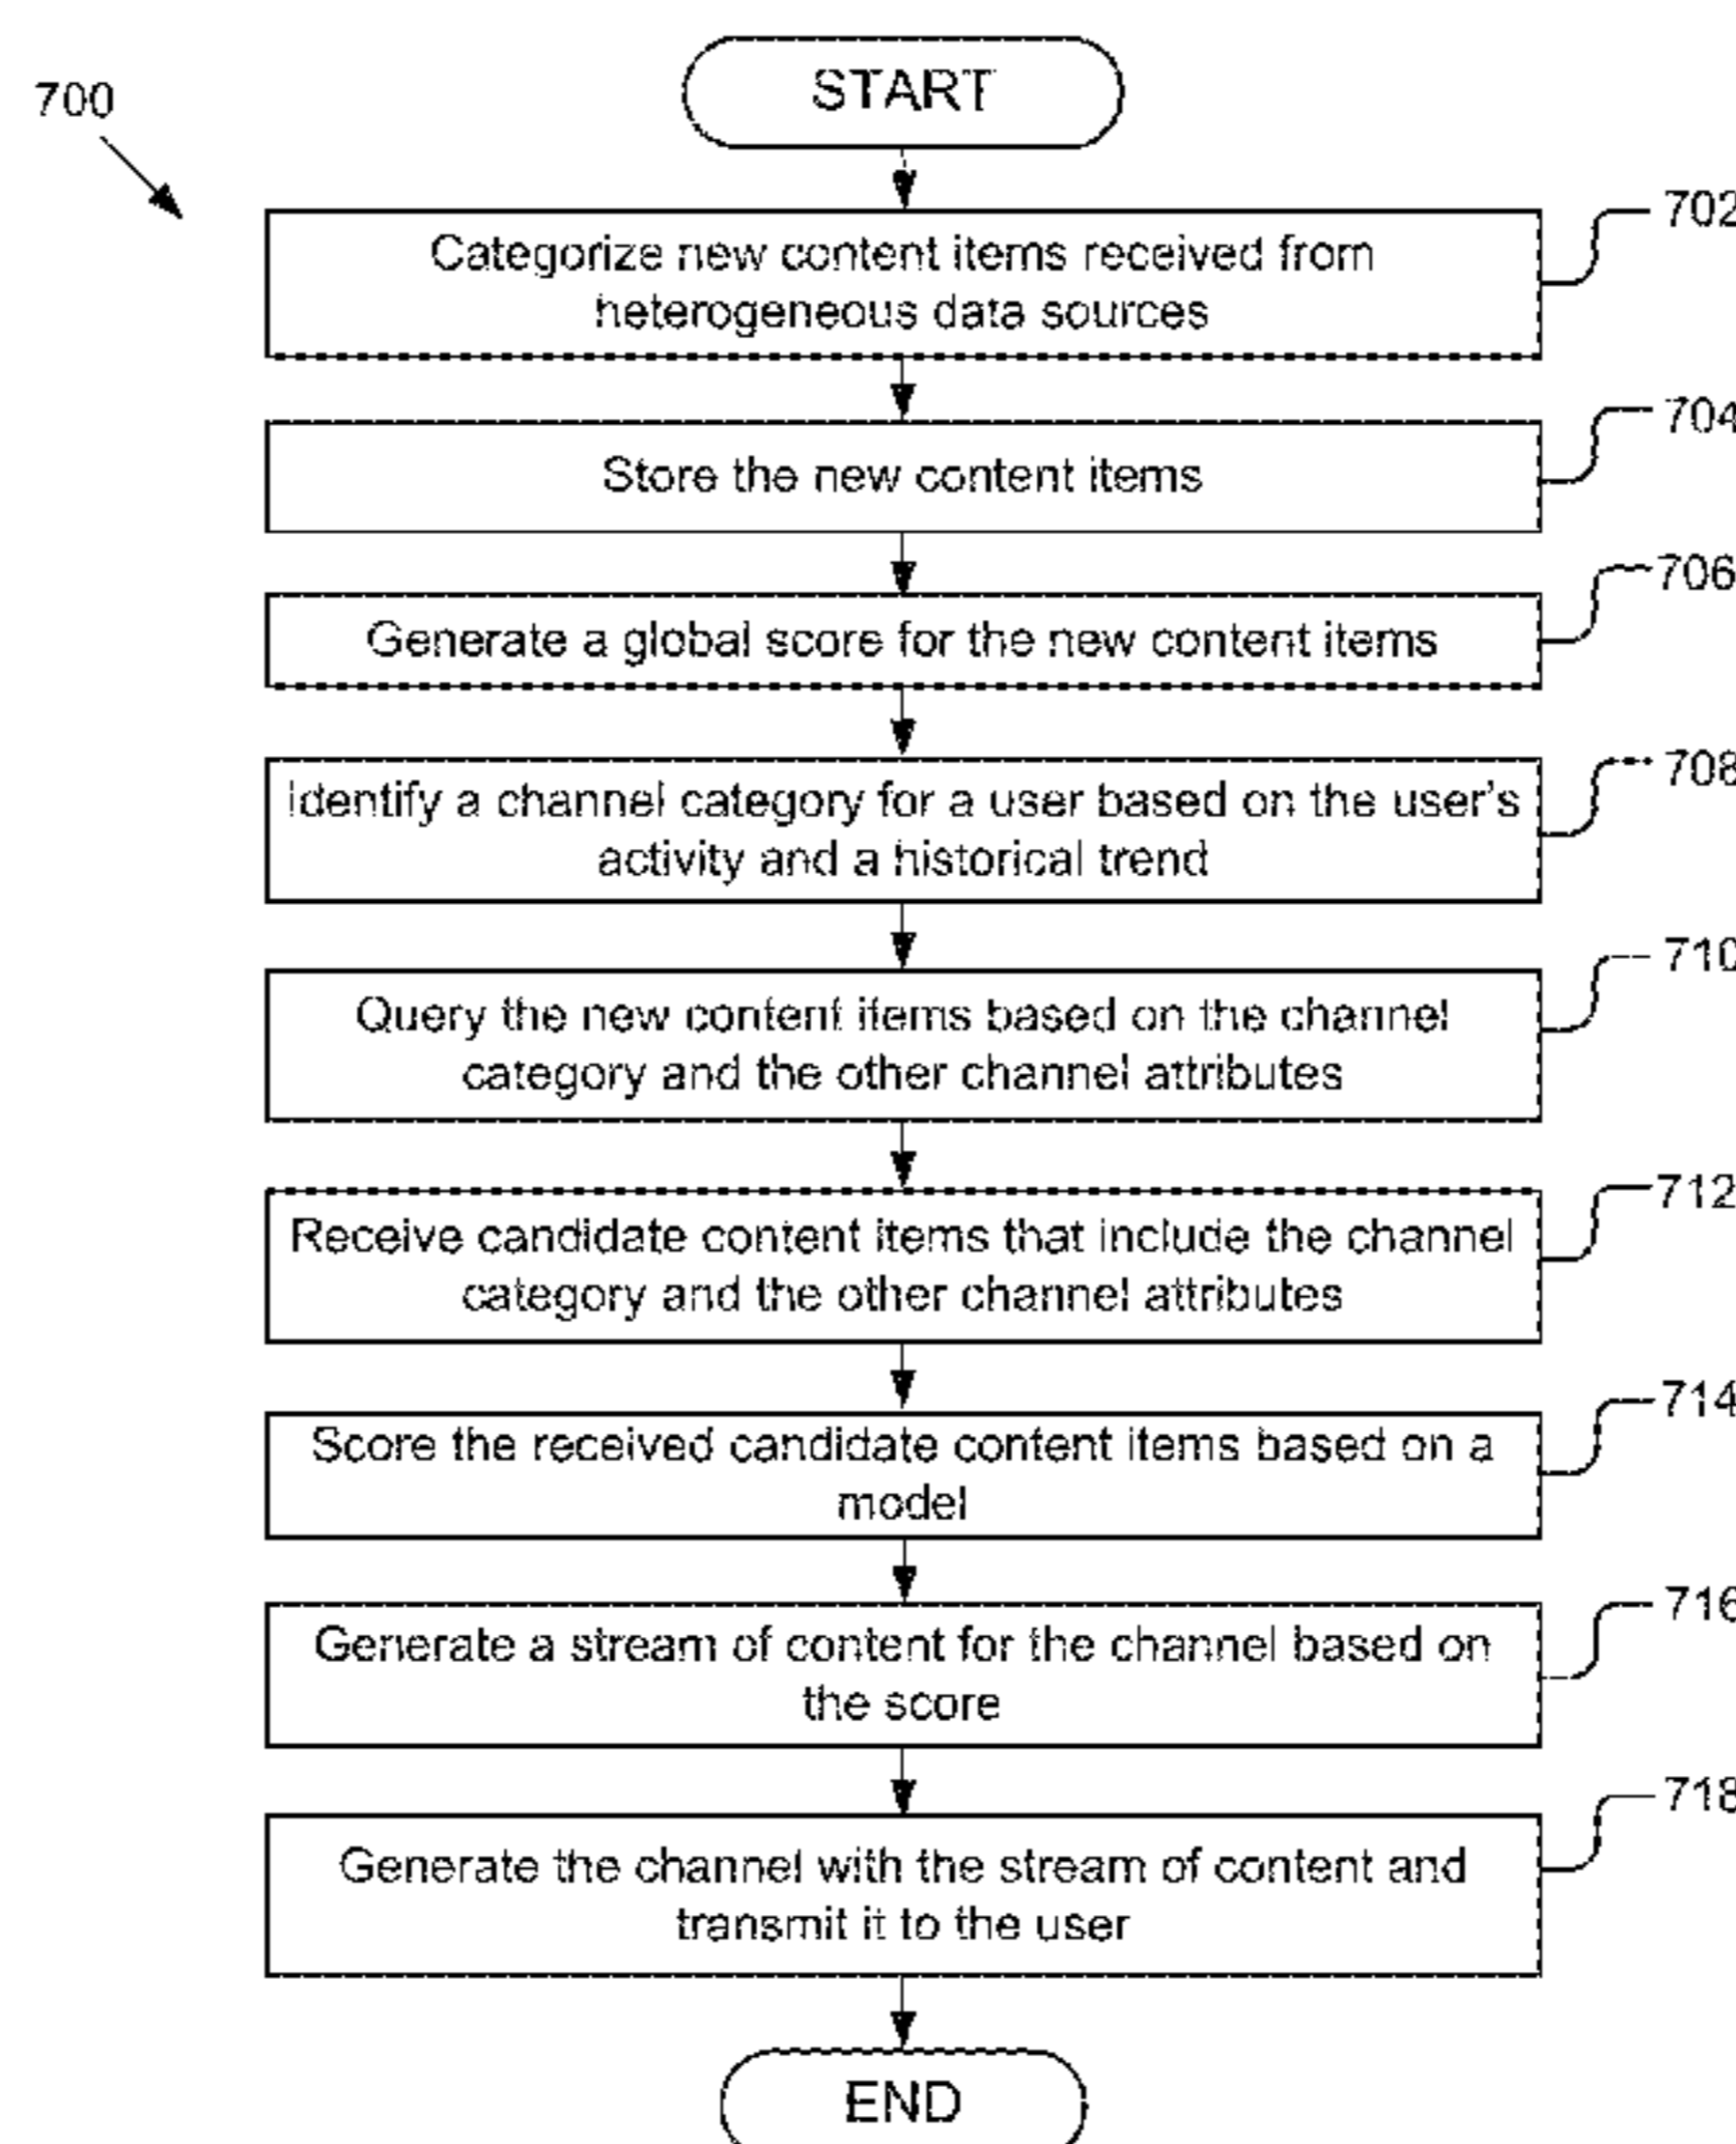 700
START
702
Categorize new content items received from
heterogeneous data sources
704
Store the new content items
706
Generate a global score for the new content items
708
Identify a channel category for a user based on the user's
activity and a historical trend
710
Query the new content items based on the channel
category and the other channel attributes
712
Receive candidate content items that include the channel
category and the other channel attributes
714
Score the received candidate content items based on a
model
716
Generate a stream of content for the channel based on
the score
718
Generate the channel with the stream of content and
transmit it to the user
END